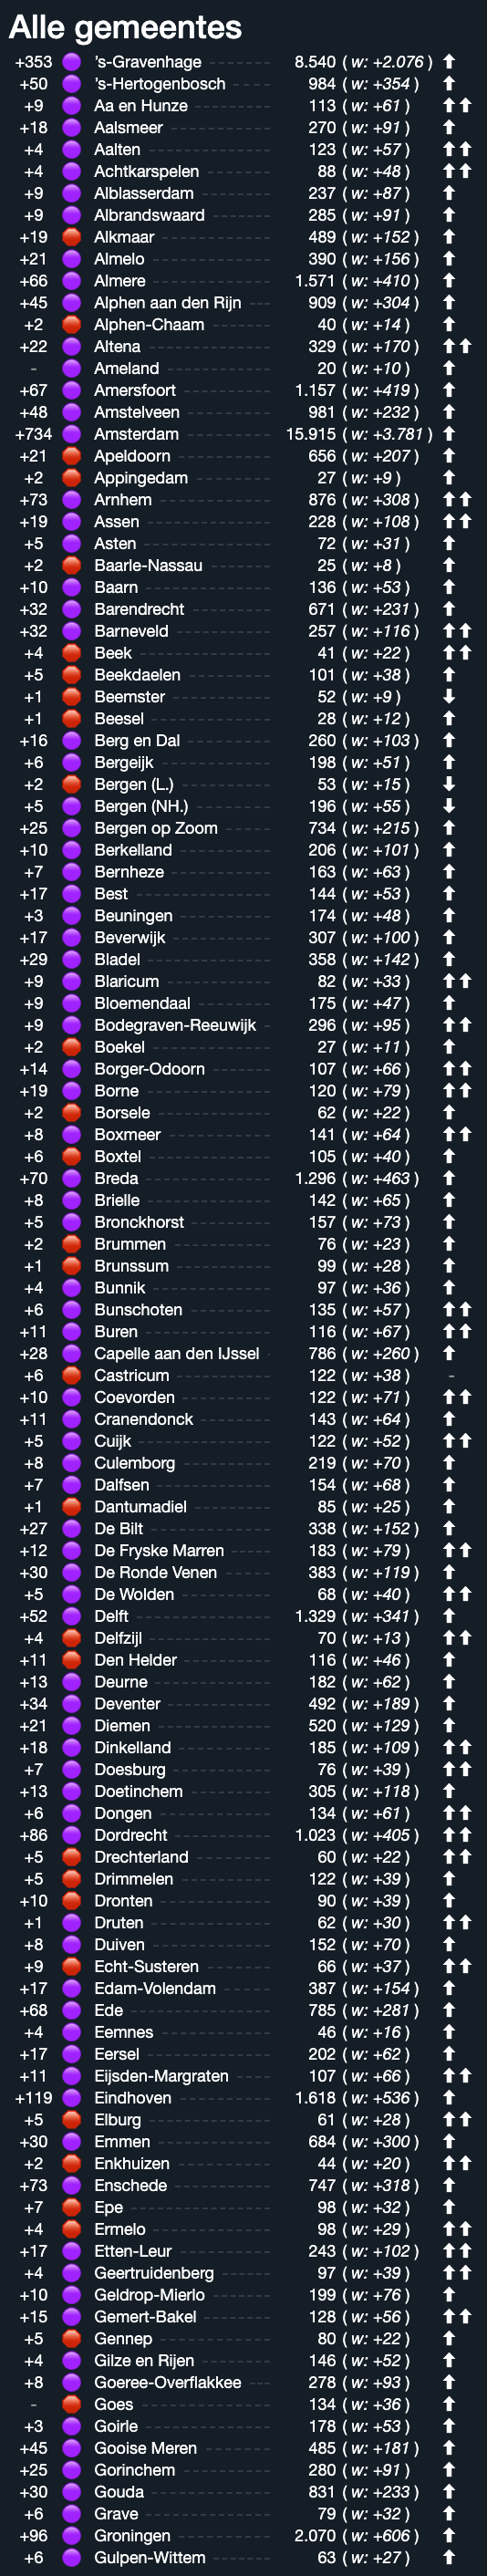 Alle gemeentes
+353 's-Gravenhage 8.540 ( w: +2.076 )
+50 's-Hertogenbosch 984 ( w: +354 )
+9 Aa en Hunze 113 ( w: +61 )
+18 Aalsmeer 270 ( w: +91 )
+4 Aalten 123 ( w: +57 )
+4 Achtkarspelen 88 ( w: +48 )
+9 Alblasserdam 237 ( w: +87 )
+9 Albrandswaard 285 ( w: +91 )
+19 Alkmaar 489 ( w: +152 )
+21 Almelo 390 ( w: +156 )
+66 Almere 1.571 ( w: +410 )
+45 Alphen aan den Rijn 909 ( w: +304 )
+2 Alphen-Chaam 40 ( w: +14 )
+22 Altena 329 ( w: +170 )
- Ameland 20 ( w: +10 )
+67 Amersfoort 1.157 ( w: +419 )
+48 Amstelveen 981 ( w: +232 )
+734 Amsterdam 15.915 ( w: +3.781 )
+21 Apeldoorn 656 ( w: +207 )
+2 Appingedam 27 ( w: +9 )
+73 Arnhem 876 ( w: +308 )
+19 Assen 228 ( w: +108 )
+5 Asten 72 ( w: +31 )
+2 Baarle-Nassau 25 ( w: +8 )
+10 Baarn 136 ( w: +53 )
+32 Barendrecht 671 ( w: +231 )
+32 Barneveld 257 ( w: +116 )
+4 Beek 41 ( w: +22 )
+5 Beekdaelen 101 ( w: +38 )
+1 Beemster 52 ( w: +9 )
+1 Beesel 28 ( w: +12 )
+16 Berg en Dal 260 ( w: +103 )
+6 Bergeijk 198 ( w: +51 )
+2 Bergen (L.) 53 ( w: +15 )
+5 Bergen (NH.) 196 ( w: +55 )
+25 Bergen op Zoom 734 ( w: +215 )
+10 Berkelland 206 ( w: +101 )
+7 Bernheze 163 ( w: +63 )
+17 Best 144 ( w: +53 )
+3 Beuningen 174 ( w: +48 )
+17 Beverwijk 307 ( w: +100 )
+29 Bladel 358 ( w: +142 )
+9 Blaricum 82 ( w: +33 )
+9 Bloemendaal 175 ( w: +47 )
+9 Bodegraven-Reeuwijk 296 ( w: +95 )
+2 Boekel 27 ( w: +11 )
+14 Borger-Odoorn 107 ( w: +66 )
+19 Borne 120 ( w: +79 )
+2 Borsele 62 ( w: +22 )
+8 Boxmeer 141 ( w: +64 )
+6 Boxtel 105 ( w: +40 )
+70 Breda 1.296 ( w: +463 )
+8 Brielle 142 ( w: +65 )
+5 Bronckhorst 157 ( w: +73 )
+2 Brummen 76 ( w: +23 )
+1 Brunssum 99 ( w: +28 )
+4 Bunnik 97 ( w: +36 )
+6 Bunschoten 135 ( w: +57 )
+11 Buren 116 ( w: +67 )
+28 Capelle aan den IJssel 786 ( w: +260 )
+6 Castricum 122 ( w: +38 ) -
+10 Coevorden 122 ( w: +71 )
+11 Cranendonck 143 ( w: +64 )
+5 Cuijk 122 ( w: +52 )
+8 Culemborg 219 ( w: +70 )
+7 Dalfsen 154 ( w: +68 )
+1 Dantumadiel 85 ( w: +25 )
+27 De Bilt 338 ( w: +152 )
+12 De Fryske Marren 183 ( w: +79 )
+30 De Ronde Venen 383 ( w: +119 )
+5 De Wolden 68 ( w: +40 )
+52 Delft 1.329 ( w: +341 )
+4 Delfzijl 70 ( w: +13 )
+11 Den Helder 116 ( w: +46 )
+13 Deurne 182 ( w: +62 )
+34 Deventer 492 ( w: +189 )
+21 Diemen 520 ( w: +129 )
+18 Dinkelland 185 ( w: +109 )
+7 Doesburg 76 ( w: +39 )
+13 Doetinchem 305 ( w: +118 )
+6 Dongen 134 ( w: +61 )
+86 Dordrecht 1.023 ( w: +405 )
+5 Drechterland 60 ( w: +22 )
+5 Drimmelen 122 ( w: +39 )
+10 Dronten 90 ( w: +39 )
+1 Druten 62 ( w: +30 )
+8 Duiven 152 ( w: +70 )
+9 Echt-Susteren 66 ( w: +37 )
+17 Edam-Volendam 387 ( w: +154 )
+68 Ede 785 ( w: +281 )
+4 Eemnes 46 ( w: +16 )
+17 Eersel 202 ( w: +62 )
+11 Eijsden-Margraten 107 ( w: +66 )
+119 Eindhoven 1.618 ( w: +536 )
+5 Elburg 61 ( w: +28 )
+30 Emmen 684 ( w: +300 )
+2 Enkhuizen 44 ( w: +20 )
+73 Enschede 747 ( w: +318 )
+7 Epe 98 ( w: +32 )
+4 Ermelo 98 ( w: +29 )
+17 Etten-Leur 243 ( w: +102 )
+4 Geertruidenberg 97 ( w: +39 )
+10 Geldrop-Mierlo 199 ( w: +76 )
+15 Gemert-Bakel 128 ( w: +56 )
+5 Gennep 80 ( w: +22 )
+4 Gilze en Rijen 146 ( w: +52 )
+8 Goeree-Overflakkee 278 ( w: +93 )
- Goes 134 ( w: +36 )
+3 Goirle 178 ( w: +53 )
+45 Gooise Meren 485 ( w: +181 )
+25 Gorinchem 280 ( w: +91 )
+30 Gouda 831 ( w: +233 )
+6 Grave 79 ( w: +32 )
+96 Groningen 2.070 ( w: +606 )
+6 Gulpen-Wittem 63 ( w: +27 )